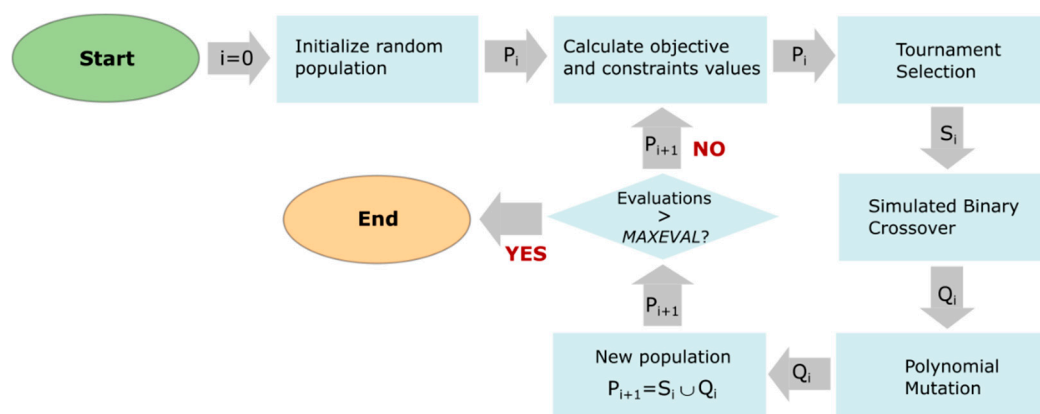 Start
i=0
Initialize random
population
Pᵢ
Calculate objective
and constraints values
Pᵢ
Tournament
Selection
Sᵢ
Simulated Binary
Crossover
Qᵢ
Polynomial
Mutation
Qᵢ
New population
Pᵢ₊₁=Sᵢ∪Qᵢ
Pᵢ₊₁
Evaluations
>
MAXEVAL?
Pᵢ₊₁
NO
YES
End